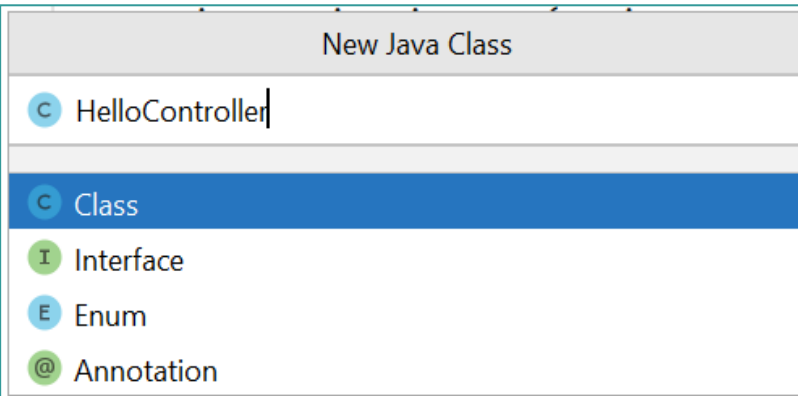 New Java Class
C HelloController
C Class
I Interface
E Enum
@ Annotation